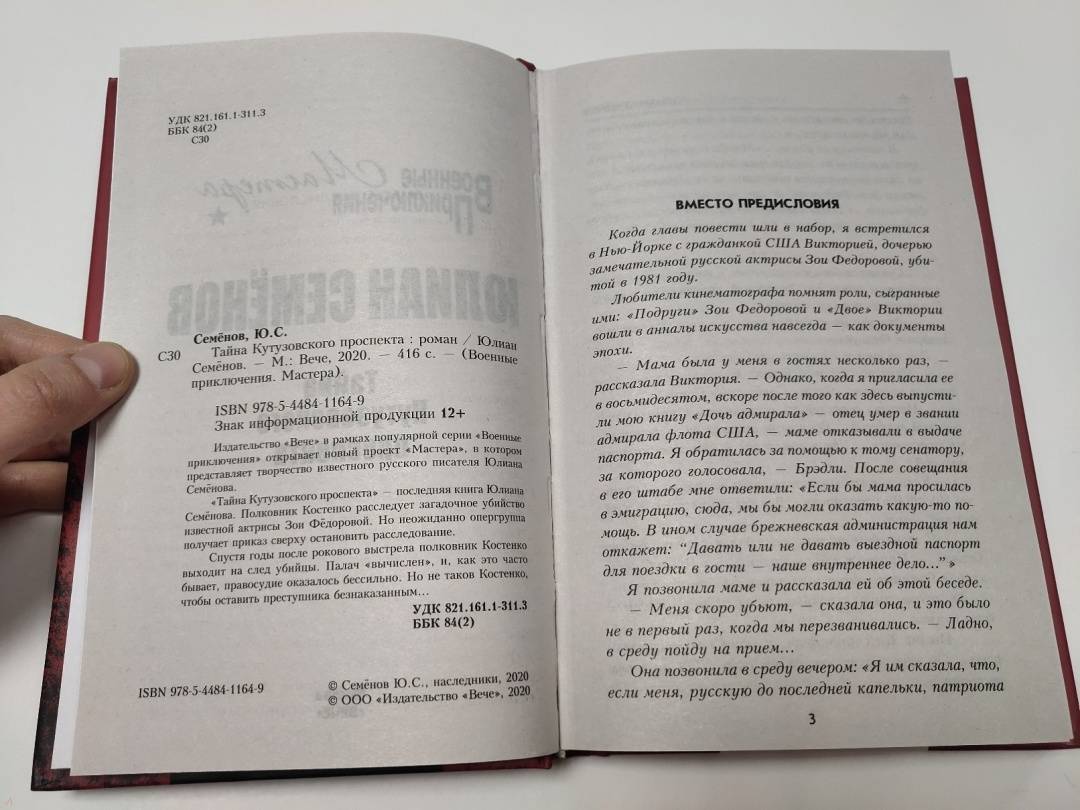 УДК 821.161.1-311.3
ББК 84(2)
С30
Семёнов, Ю.С.
С30 Тайна Кутузовского проспекта : роман / Юлиан
Семёнов. — М.: Вече, 2020. — 416 с. — (Военные
приключения. Мастера).
ISBN 978-5-4484-1164-9
Знак информационной продукции 12+
Издательство «Вече» в рамках популярной серии «Военные
приключения» открывает новый проект «Мастера», в котором
представляет творчество известного русского писателя Юлиана
Семёнова.
«Тайна Кутузовского проспекта» — последняя книга Юлиана
Семёнова. Полковник Костенко расследует загадочное убийство
известной актрисы Зои Фёдоровой. Но неожиданно опергруппа
получает приказ сверху остановить расследование.
Спустя годы после рокового выстрела полковник Костенко
выходит на след убийцы. Палач «вычислен», и, как это часто
бывает, правосудие оказалось бессильно. Но не таков Костенко,
чтобы оставить преступника безнаказанным...
УДК 821.161.1-311.3
ББК 84(2)
ISBN 978-5-4484-1164-9
© Семёнов Ю.С., наследники, 2020
© ООО «Издательство «Вече», 2020
ВМЕСТО ПРЕДИСЛОВИЯ
Когда главы повести шли в набор, я встретился
в Нью-Йорке с гражданкой США Викторией, дочерью
замечательной русской актрисы Зои Федоровой, уби-
той в 1981 году.
Любители кинематографа помнят роли, сыгранные
ими: «Подруги» Зои Федоровой и «Двое» Виктории
вошли в анналы искусства навсегда — как документы
эпохи.
— Мама была у меня в гостях несколько раз, —
рассказала Виктория. — Однако, когда я пригласила ее
в восьмидесятом, вскоре после того как здесь выпусти-
ли мою книгу «Дочь адмирала» — отец умер в звании
адмирала флота США, — маме отказывали в выдаче
паспорта. Я обратилась за помощью к тому сенатору,
за которого голосовала, — Брэдли. После совещания
в его штабе мне ответили: «Если бы мама просилась
в эмиграцию, сюда, мы бы могли оказать какую-то по-
мощь. В ином случае брежневская администрация нам
откажет: “Давать или не давать выездной паспорт
для поездки в гости — наше внутреннее дело...”»
Я позвонила маме и рассказала ей об этой беседе.
— Меня скоро убьют, — сказала она, и это было
не в первый раз, когда мы перезванивались. — Ладно,
в среду пойду на прием...
Она позвонила в среду вечером: «Я им сказала, что,
если меня, русскую до последней капельки, патриота
3